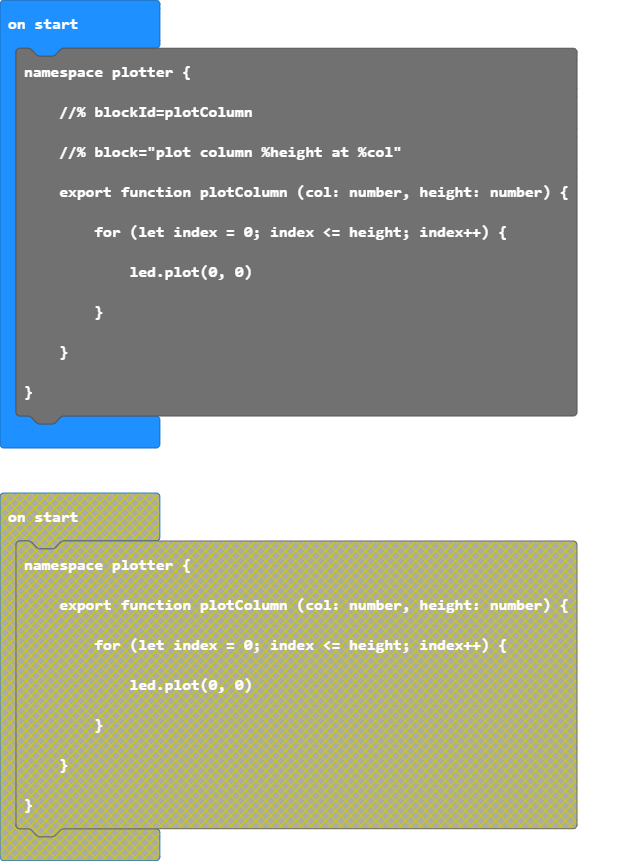 on start
namespace plotter {
//% blockId=plotColumn
//% block="plot column %height at %col"
export function plotColumn (col: number, height: number) {
for (let index = 0; index <= height; index++) {
led.plot(0, 0)
}
}
}
on start
namespace plotter {
export function plotColumn (col: number, height: number) {
for (let index = 0; index <= height; index++) {
led.plot(0, 0)
}
}
}